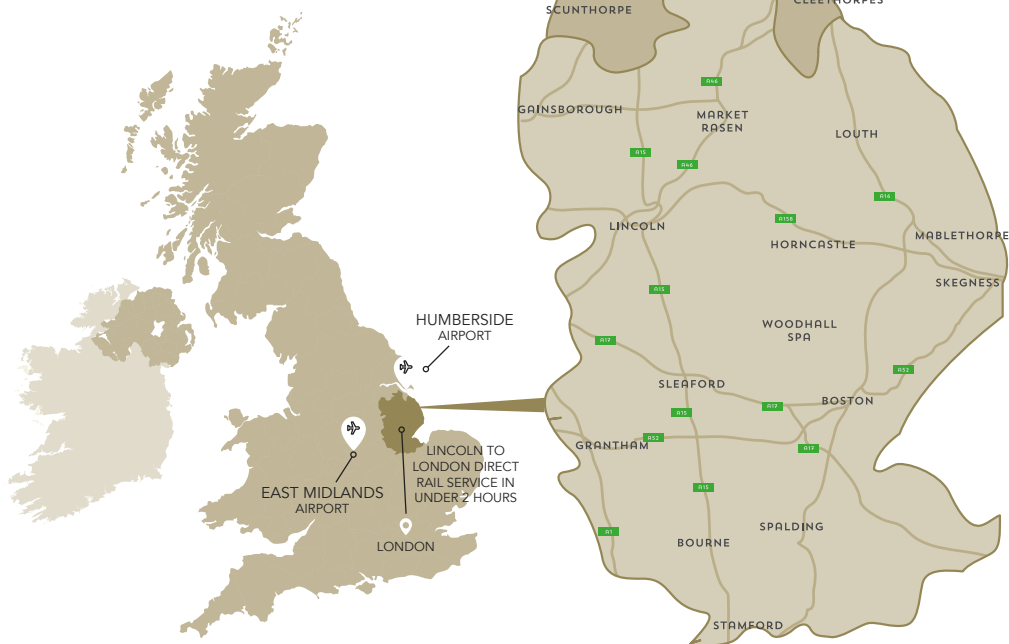 SCUNTHORPE
CLEETHORPES
A46
GAINSBOROUGH
MARKET
RASEN
LOUTH
A15
A46
A16
LINCOLN
A158
HORNCASTLE
MABLETHORPE
SKEGNESS
A15
HUMBERSIDE
AIRPORT
WOODHALL
SPA
A17
A52
SLEAFORD
A17
BOSTON
A15
A52
GRANTHAM
A17
LINCOLN TO
LONDON DIRECT
RAIL SERVICE IN
UNDER 2 HOURS
EAST MIDLANDS
AIRPORT
A15
A1
SPALDING
BOURNE
LONDON
STAMFORD